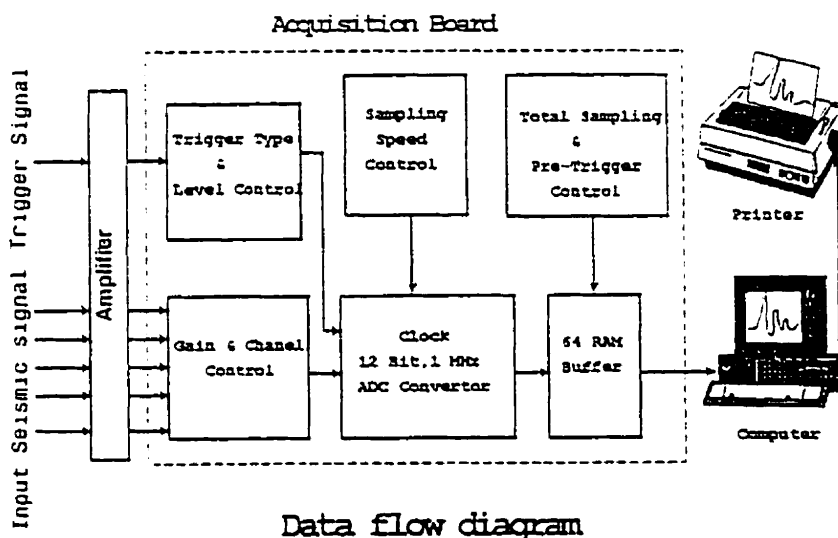 Acquisition Board
Input Seismic signal Trigger Signal
Amplifier
Trigger Type
&
Level Control
Sampling
Speed
Control
Total Sampling
&
Pre-Trigger
Control
Printer
Gain & Chanel
Control
Clock
12 Bit,1 MHz
ADC Convertor
64 RAM
Buffer
Computer
Data flow diagram